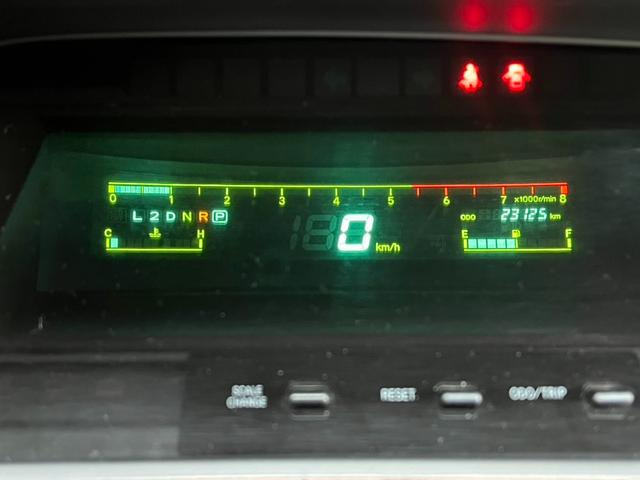 0 1 2 3 4 5 6 7 8
x1000r/min
L 2 D N R P
ODO 23125 km
C H
0 km/h
E F
SCALE CHANGE RESET ODO/TRIP